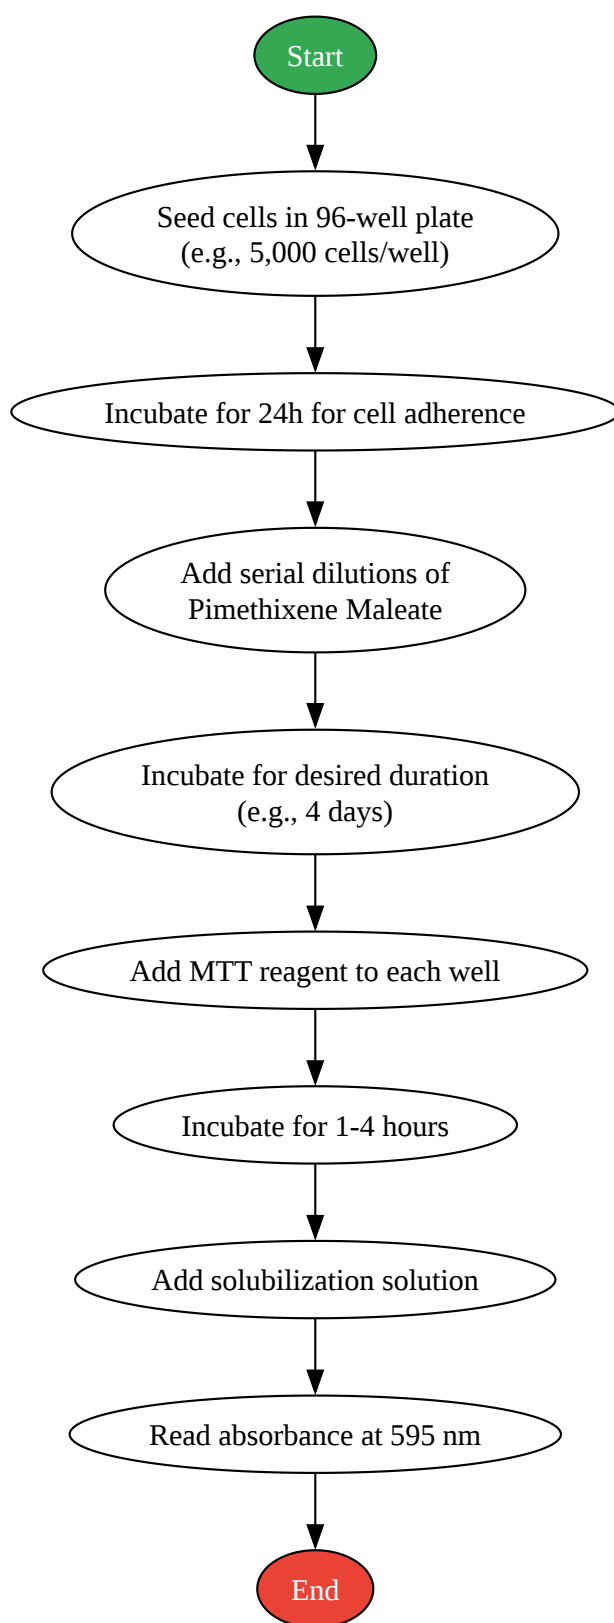 Start
Seed cells in 96-well plate
(e.g., 5,000 cells/well)
Incubate for 24h for cell adherence
Add serial dilutions of
Pimethixene Maleate
Incubate for desired duration
(e.g., 4 days)
Add MTT reagent to each well
Incubate for 1-4 hours
Add solubilization solution
Read absorbance at 595 nm
End